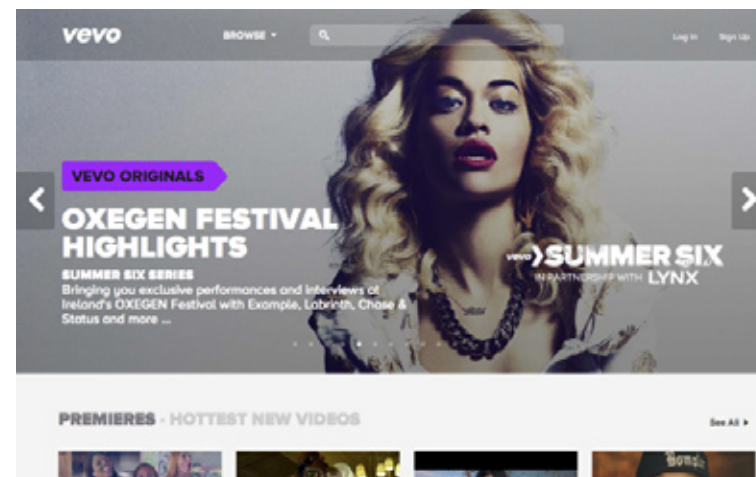 vevo
BROWSE
Log In
Sign Up
VEVO ORIGINALS
OXEGEN FESTIVAL
HIGHLIGHTS
SUMMER SIX SERIES
Bringing you exclusive performances and interviews at
Ireland's OXEGEN Festival with Example, Labrinth, Chase &
Status and more ...
vevo SUMMER SIX
IN PARTNERSHIP WITH LYNX
PREMIERES - HOTTEST NEW VIDEOS
See All